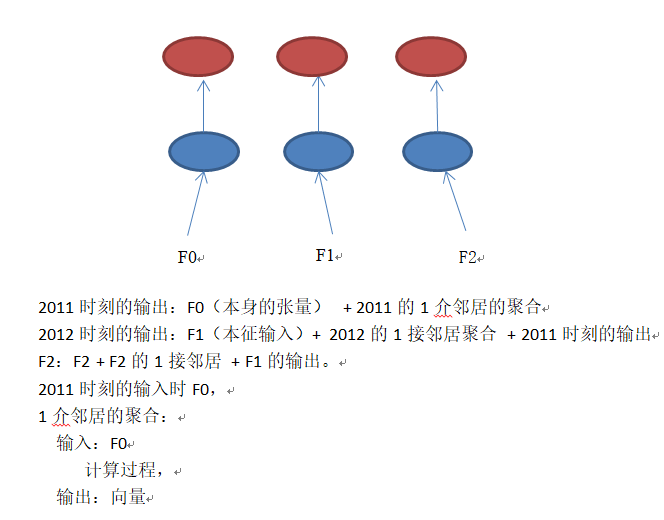 F0
F1
F2
2011 时刻的输出：F0（本身的张量） + 2011 的 1 介邻居的聚合
2012 时刻的输出：F1（本征输入）+ 2012 的 1 接邻居聚合 + 2011 时刻的输出
F2：F2 + F2 的 1 接邻居 + F1 的输出。
2011 时刻的输入时 F0，
1 介邻居的聚合：
输入：F0
计算过程，
输出：向量